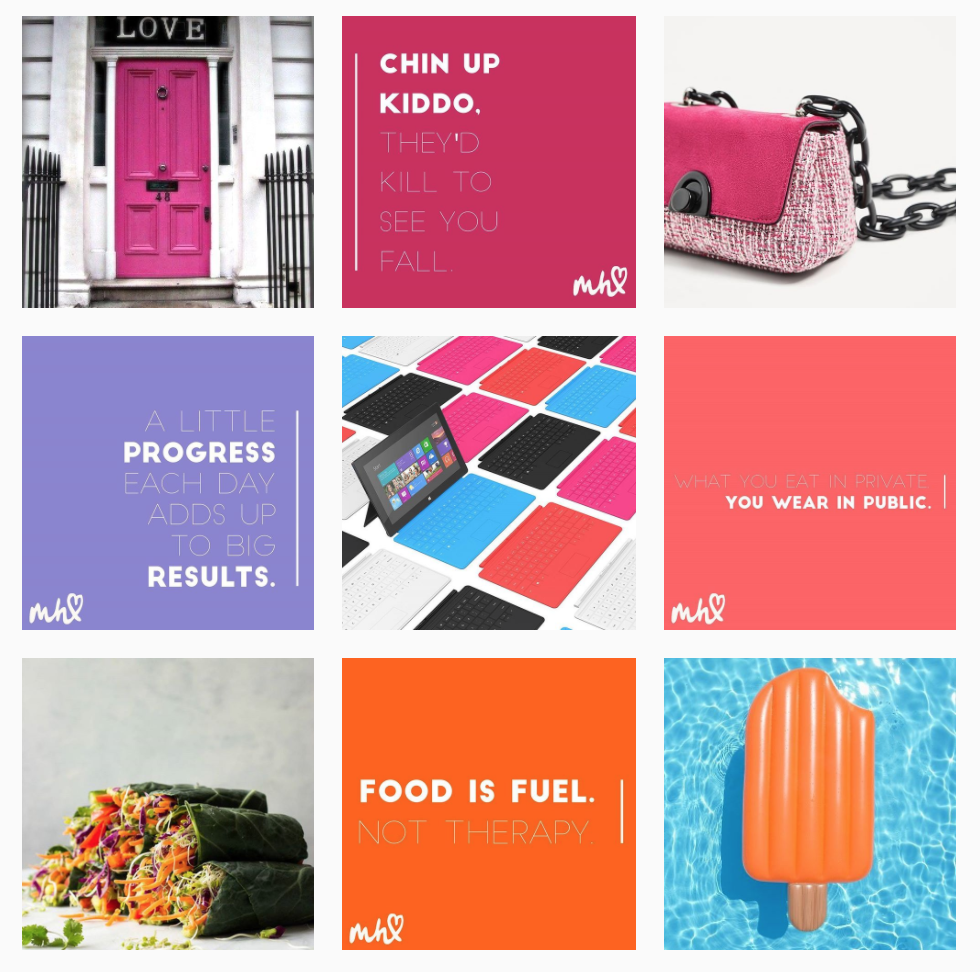 LOVE
48
CHIN UP
KIDDO,
THEY'D
KILL TO
SEE YOU
FALL.
mh
A LITTLE
PROGRESS
EACH DAY
ADDS UP
TO BIG
RESULTS.
mh
WHAT YOU EAT IN PRIVATE.
YOU WEAR IN PUBLIC.
mh
FOOD IS FUEL.
NOT THERAPY.
mh